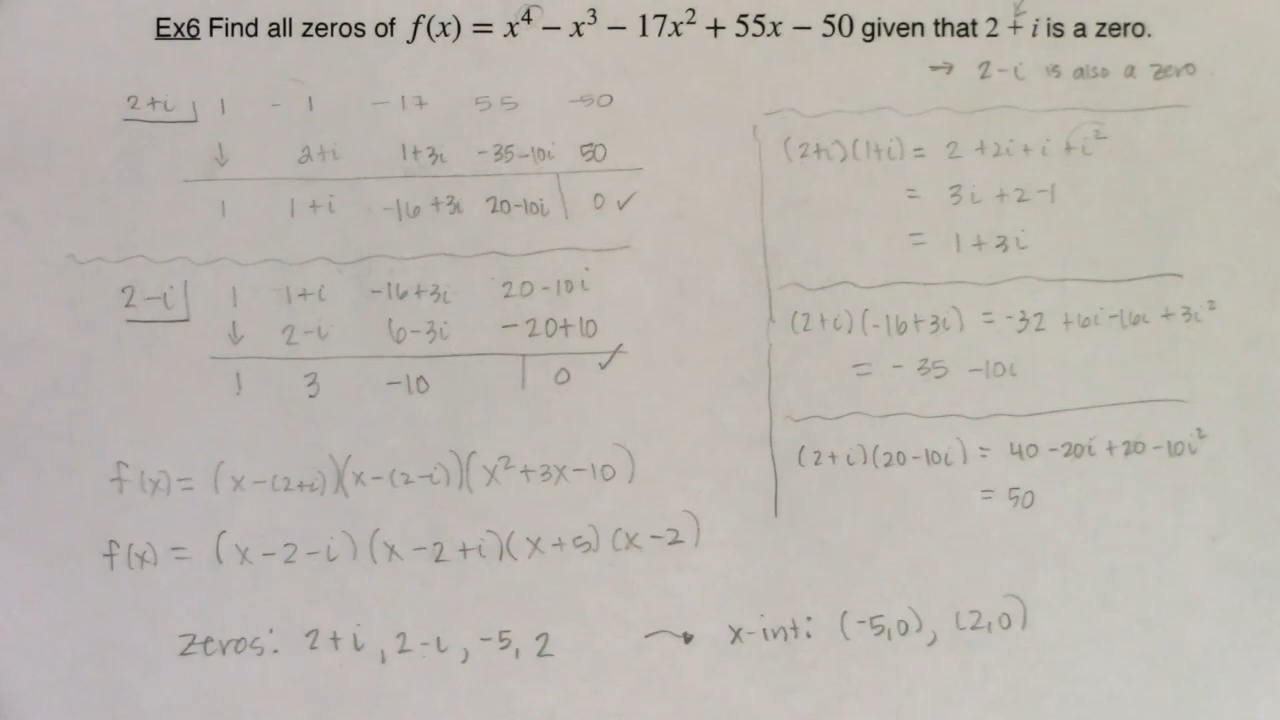 Ex6 Find all zeros of f(x) = x⁴ − x³ − 17x² + 55x − 50 given that 2 + i is a zero.
→ 2-i is also a zero
2+i | 1 -1 -17 55 -50
↓ 2+i 1+3i -35-10i 50
1 1+i -16+3i 20-10i | 0 ✓
2-i | 1 1+i -16+3i 20-10i
↓ 2-i 6-3i -20+10
1 3 -10 | 0 ✓
f(x) = (x-(2+i))(x-(2-i))(x²+3x-10)
f(x) = (x-2-i)(x-2+i)(x+5)(x-2)
zeros: 2+i, 2-i, -5, 2 → x-int: (-5,0), (2,0)
(2+i)(1+i) = 2+2i+i+i²
= 3i+2-1
= 1+3i
(2+i)(-16+3i) = -32+6i-16i+3i²
= -35-10i
(2+i)(20-10i) = 40-20i+20-10i²
= 50